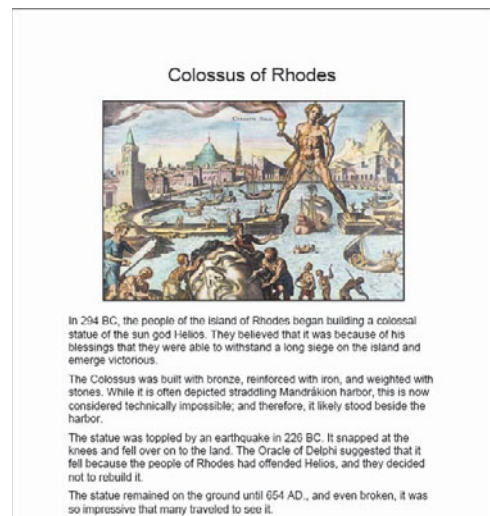 Colossus of Rhodes
In 294 BC, the people of the island of Rhodes began building a colossal
statue of the sun god Helios. They believed that it was because of his
blessings that they were able to withstand a long siege on the island and
emerge victorious.
The Colossus was built with bronze, reinforced with iron, and weighted with
stones. While it is often depicted straddling Mandrákion harbor, this is now
considered technically impossible; and therefore, it likely stood beside the
harbor.
The statue was toppled by an earthquake in 226 BC. It snapped at the
knees and fell over on to the land. The Oracle of Delphi suggested that it
fell because the people of Rhodes had offended Helios, and they decided
not to rebuild it.
The statue remained on the ground until 654 AD., and even broken, it was
so impressive that many traveled to see it.